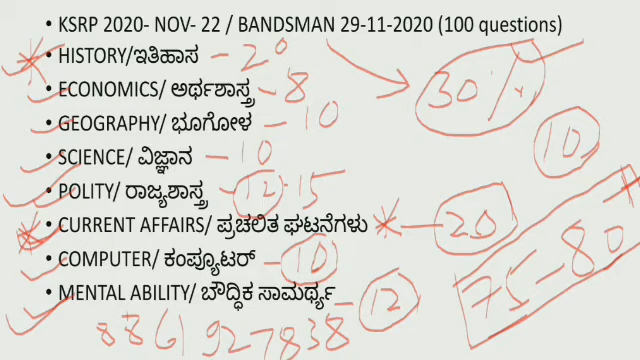 • KSRP 2020- NOV- 22 / BANDSMAN 29-11-2020 (100 questions)
• HISTORY/ಇತಿಹಾಸ - 20 30%
• ECONOMICS/ ಅರ್ಥಶಾಸ್ತ್ರ - 8
• GEOGRAPHY/ ಭೂಗೋಳ - 10 10
• SCIENCE/ ವಿಜ್ಞಾನ - 10
• POLITY/ ರಾಜ್ಯಶಾಸ್ತ್ರ - 12-15
• CURRENT AFFAIRS/ ಪ್ರಚಲಿತ ಘಟನೆಗಳು - 20
• COMPUTER/ ಕಂಪ್ಯೂಟರ್ - 10 75-80
• MENTAL ABILITY/ ಬೌದ್ಧಿಕ ಸಾಮರ್ಥ್ಯ - 12
8861927838